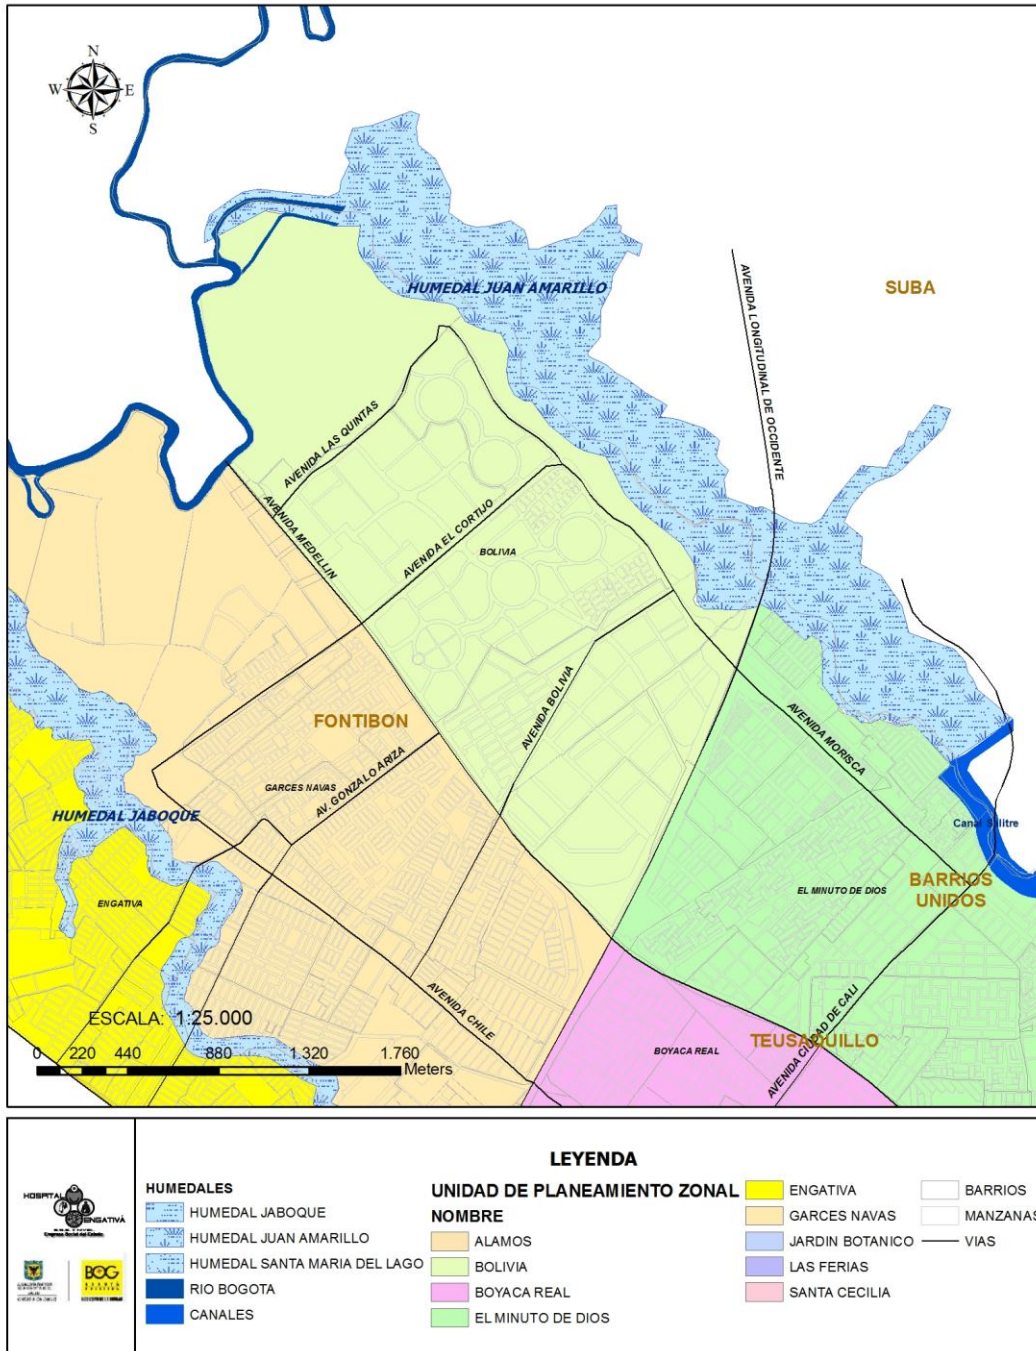 N
W E
S
HUMEDAL JUAN AMARILLO
SUBA
AVENIDA LONGITUDINAL DE OCCIDENTE
AVENIDA LAS QUINTAS
AVENIDA MEDELLIN
AVENIDA EL CORTIJO
BOLIVIA
AVENIDA BOLIVIA
FONTIBON
AVENIDA MORISCA
GARCES NAVAS
AV. GONZALO ARIZA
HUMEDAL JABOQUE
Canal Salitre
ENGATIVA
EL MINUTO DE DIOS
BARRIOS
UNIDOS
AVENIDA CHILE
ESCALA: 1:25.000
BOYACA REAL
TEUSAQUILLO
AVENIDA CIUDAD DE CALI
0 220 440 880 1.320 1.760
Meters
LEYENDA
HOSPITAL
ENGATIVÁ
Empresa Social del Estado
BOG
HUMEDALES
HUMEDAL JABOQUE
HUMEDAL JUAN AMARILLO
HUMEDAL SANTA MARIA DEL LAGO
RIO BOGOTA
CANALES
UNIDAD DE PLANEAMIENTO ZONAL
NOMBRE
ALAMOS
BOLIVIA
BOYACA REAL
EL MINUTO DE DIOS
ENGATIVA
GARCES NAVAS
JARDIN BOTANICO
LAS FERIAS
SANTA CECILIA
BARRIOS
MANZANAS
VIAS